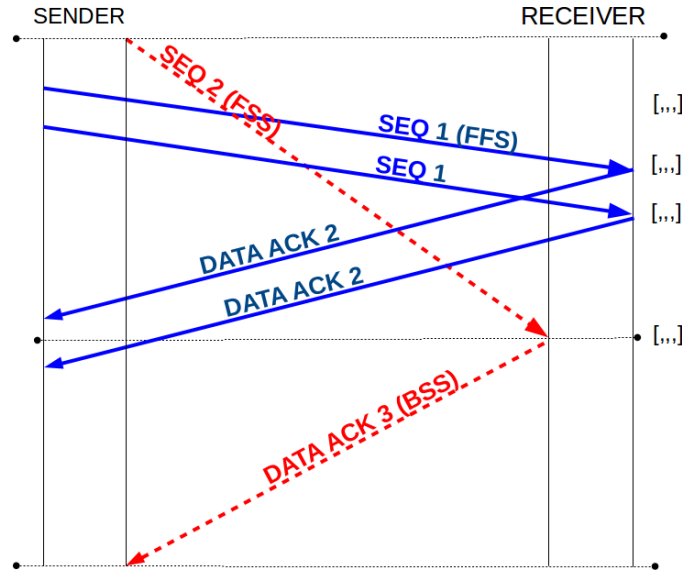 SENDER
RECEIVER
SEQ 2 (FSS)
[,,,]
SEQ 1 (FFS)
[,,,]
SEQ 1
[,,,]
DATA ACK 2
DATA ACK 2
[,,,]
DATA ACK 3 (BSS)